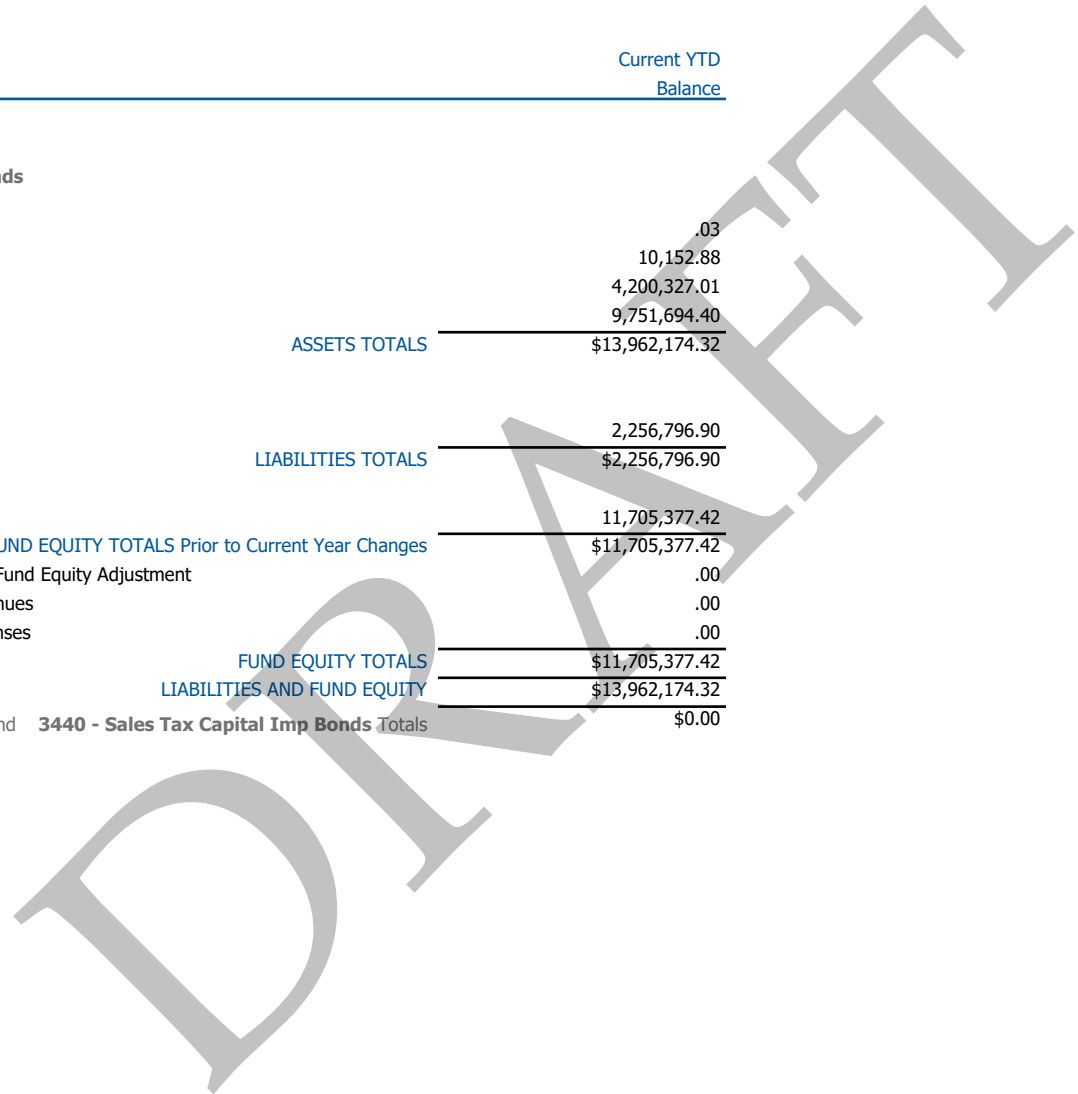 Current YTD
Balance
nds
.03
10,152.88
4,200,327.01
9,751,694.40
ASSETS TOTALS $13,962,174.32
2,256,796.90
LIABILITIES TOTALS $2,256,796.90
11,705,377.42
UND EQUITY TOTALS Prior to Current Year Changes $11,705,377.42
Fund Equity Adjustment .00
nues .00
nses .00
FUND EQUITY TOTALS $11,705,377.42
LIABILITIES AND FUND EQUITY $13,962,174.32
nd 3440 - Sales Tax Capital Imp Bonds Totals $0.00
DRAFT